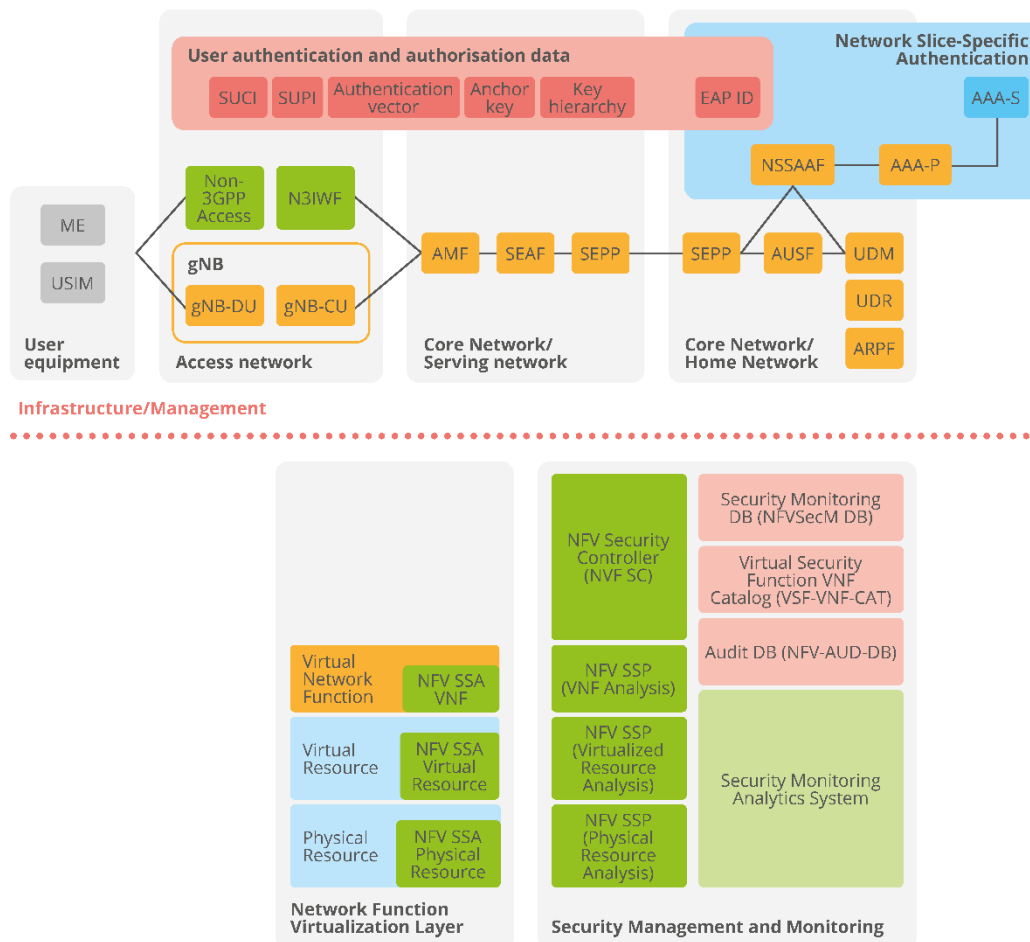 User authentication and authorisation data
SUCI
SUPI
Authentication
vector
Anchor
key
Key
hierarchy
EAP ID
Network Slice-Specific
Authentication
AAA-S
NSSAAF
AAA-P
Non-
3GPP
Access
N3IWF
ME
USIM
gNB
gNB-DU
gNB-CU
AMF
SEAF
SEPP
SEPP
AUSF
UDM
UDR
ARPF
User
equipment
Access network
Core Network/
Serving network
Core Network/
Home Network
Infrastructure/Management
Virtual
Network
Function
NFV SSA
VNF
Virtual
Resource
NFV SSA
Virtual
Resource
Physical
Resource
NFV SSA
Physical
Resource
Network Function
Virtualization Layer
NFV Security
Controller
(NVF SC)
NFV SSP
(VNF Analysis)
NFV SSP
(Virtualized
Resource
Analysis)
NFV SSP
(Physical
Resource
Analysis)
Security Monitoring
DB (NFVSecM DB)
Virtual Security
Function VNF
Catalog (VSF-VNF-CAT)
Audit DB (NFV-AUD-DB)
Security Monitoring
Analytics System
Security Management and Monitoring